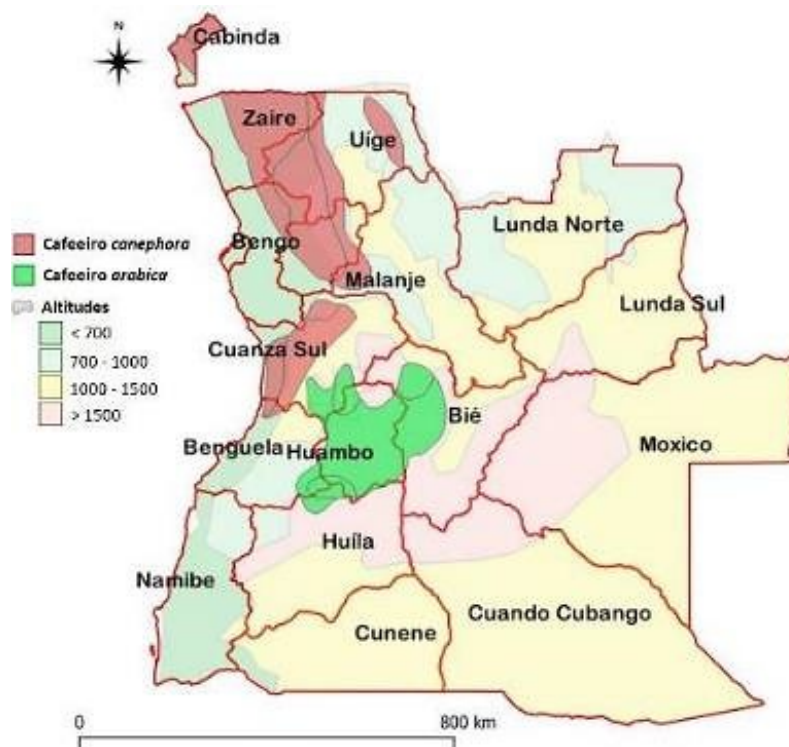 N
Cabinda
Zaire
Uíge
Lunda Norte
Bengo
Cafeeiro canephora
Cafeeiro arabica
Malanje
Altitudes
Lunda Sul
< 700
700 - 1000
Cuanza Sul
1000 - 1500
> 1500
Bié
Benguela
Huambo
Moxico
Huíla
Namibe
Cuando Cubango
Cunene
0
800 km